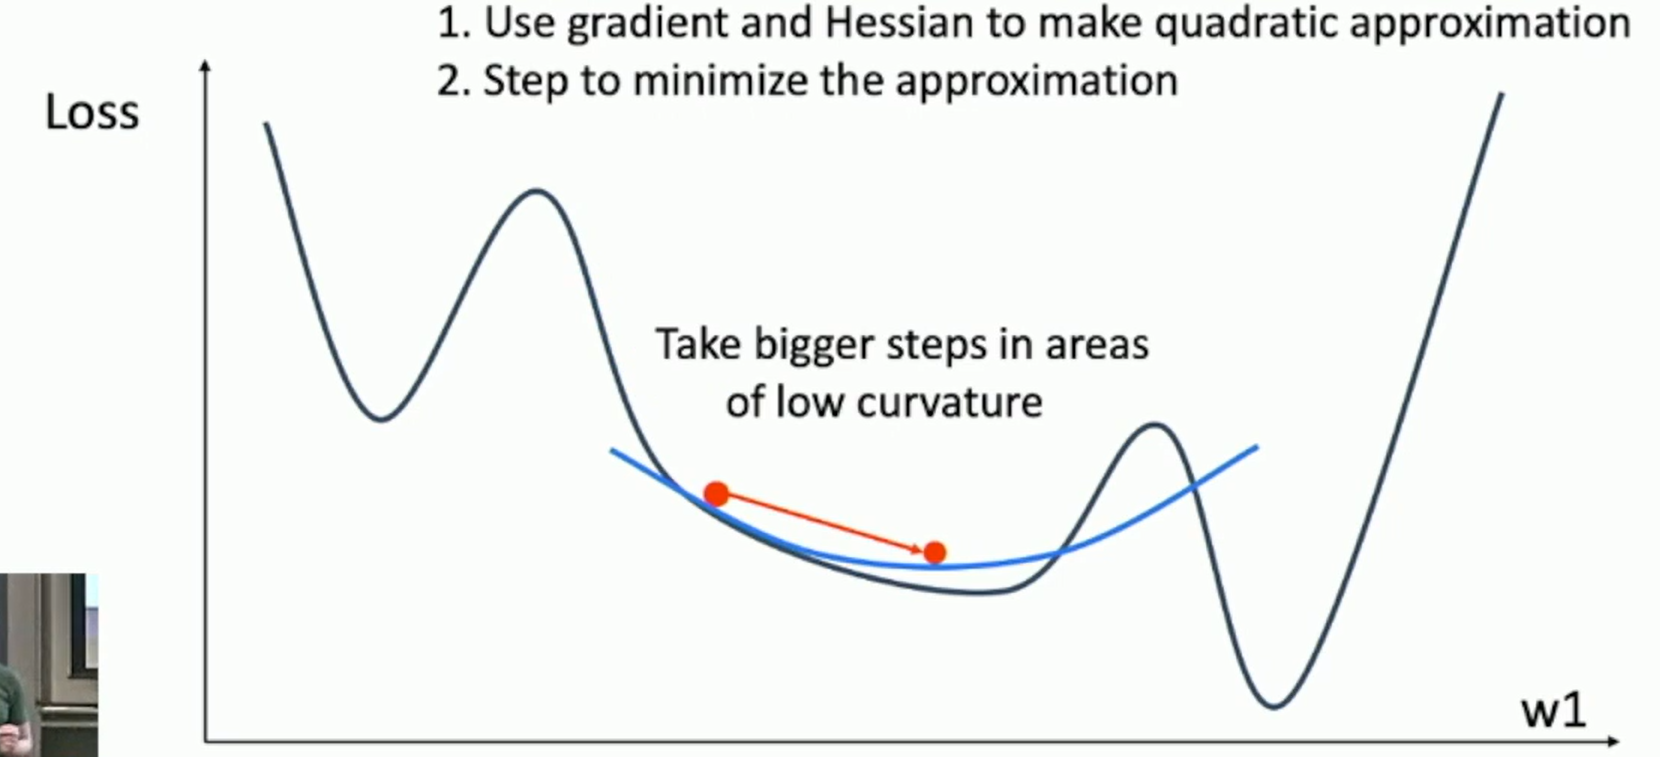 1. Use gradient and Hessian to make quadratic approximation
2. Step to minimize the approximation
Loss
Take bigger steps in areas
of low curvature
w1